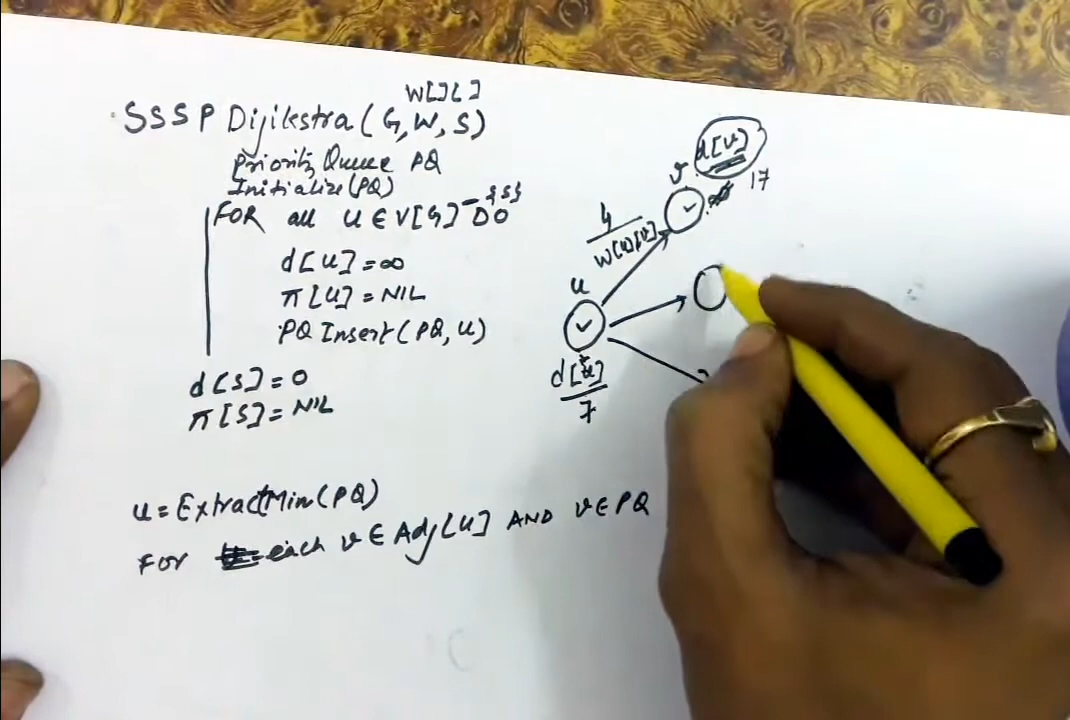 W[][]
SSSP Dijikstra (G, W, S)
Priority Queue PQ
Initialize(PQ)
FOR all u ∈ V[G] - {S} DO
d[u] = ∞
π[u] = NIL
PQ Insert (PQ, u)
d[S] = 0
π[S] = NIL
u = ExtractMin(PQ)
FOR each v ∈ Adj[u] AND v ∈ PQ
d[v]
v
17
4
W[u][v]
u
7